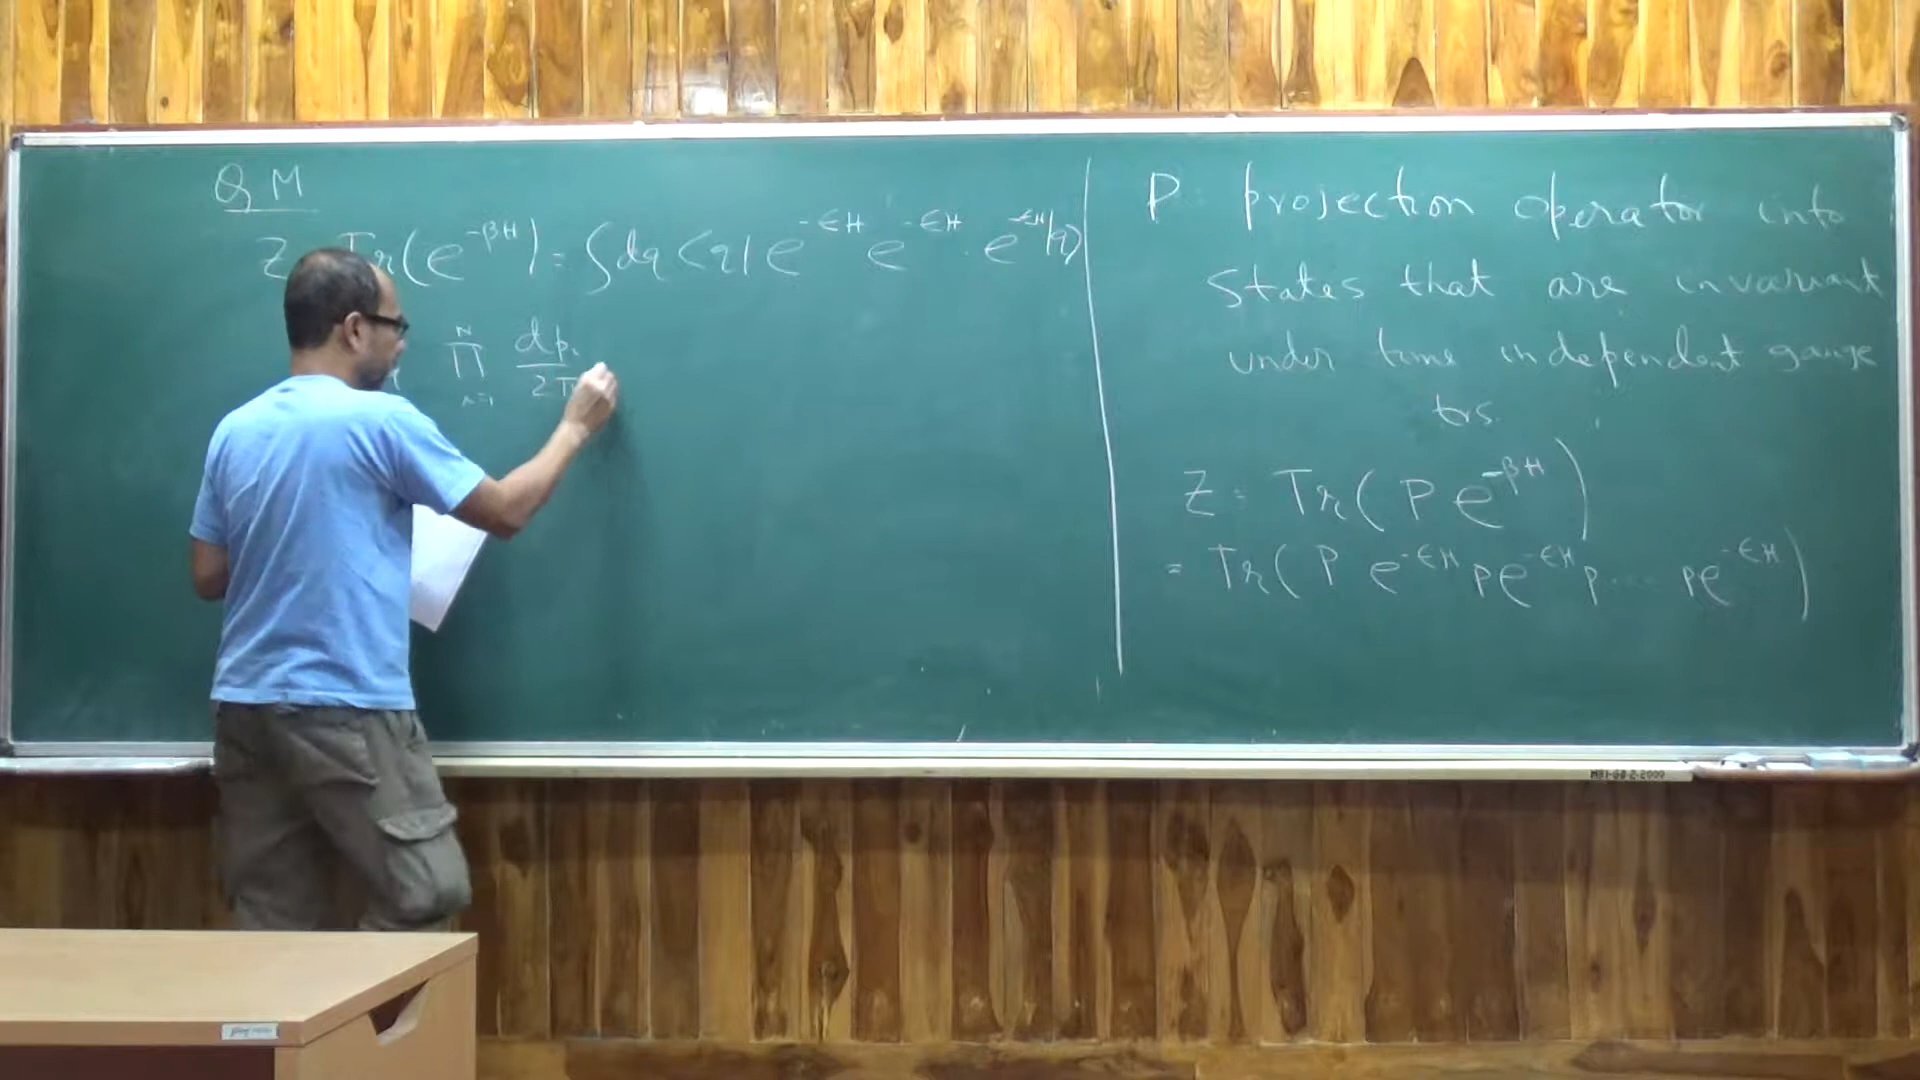 QM
Z = Tr(e^{-βH}) = ∫dq <q| e^{-εH} e^{-εH} . e^{-εH} |q>
∏_{i=1}^{N} dp_i / 2π
P : projection operator into
states that are invariant
under time independent gauge
trs.
Z = Tr( P e^{-βH} )
= Tr( P e^{-εH} P e^{-εH} P .... P e^{-εH} )